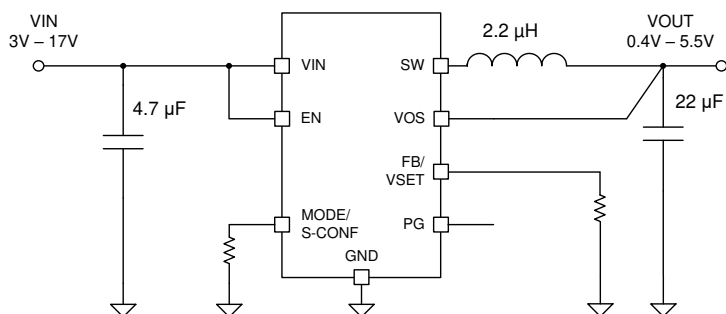 VIN
3V – 17V
2.2 µH
VOUT
0.4V – 5.5V
VIN
SW
4.7 µF
22 µF
EN
VOS
FB/
VSET
MODE/
S-CONF
PG
GND